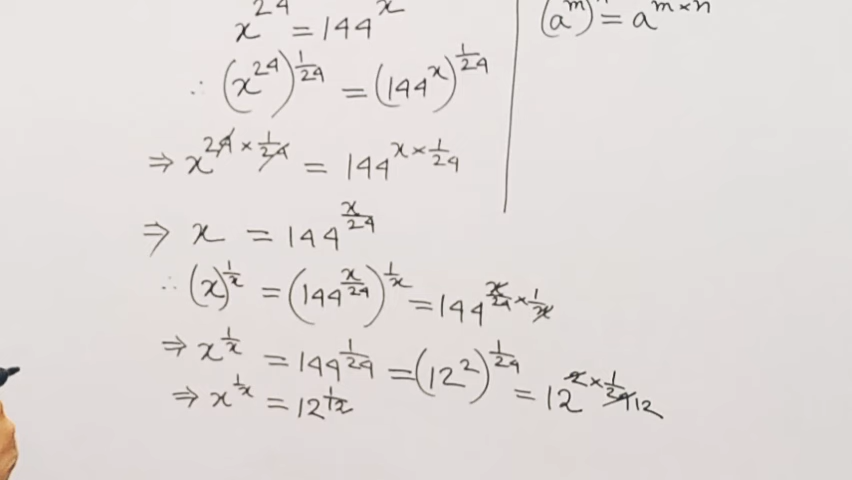 x^24 = 144^x
∴ (x^24)^1/24 = (144^x)^1/24
⇒ x^24×1/24 = 144^x×1/24
⇒ x = 144^x/24
∴ (x)^1/x = (144^x/24)^1/x = 144^x/24×1/x
⇒ x^1/x = 144^1/24 = (12^2)^1/24 = 12^2×1/24 12
⇒ x^1/x = 12^1/12
(a^m)^n = a^m×n